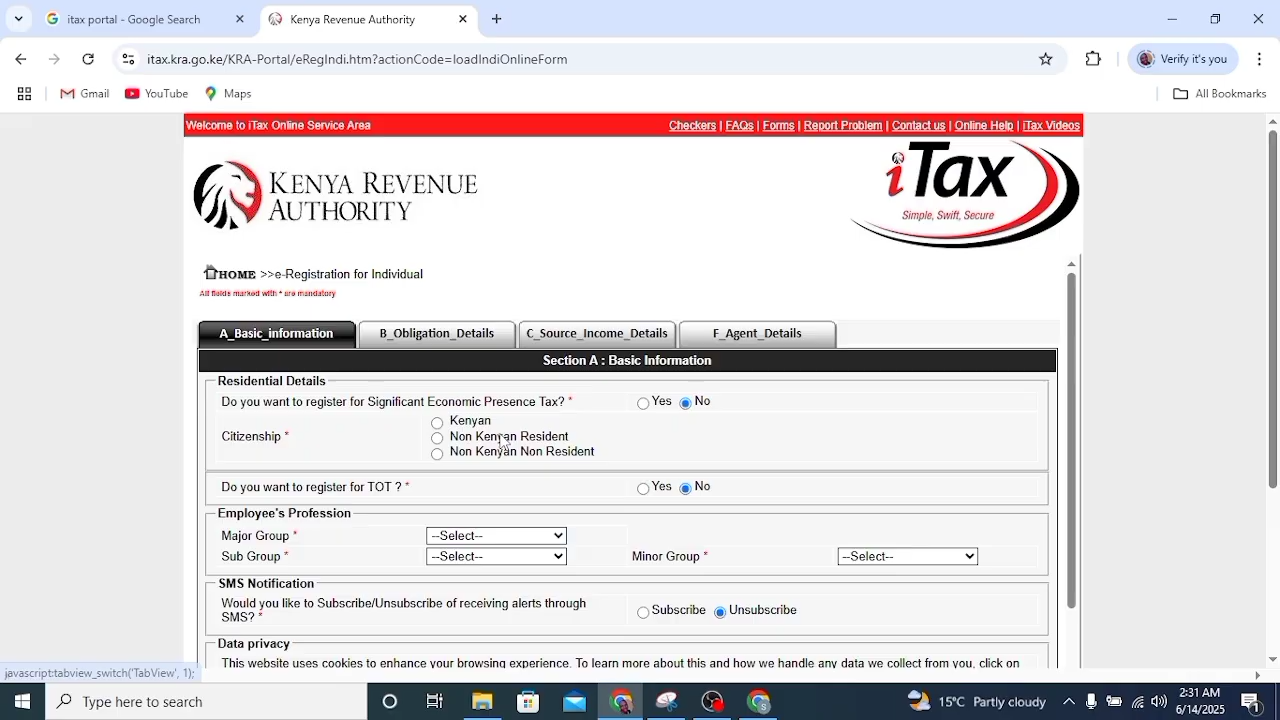 itax portal - Google Search
Kenya Revenue Authority
itax.kra.go.ke/KRA-Portal/eRegIndi.htm?actionCode=loadIndiOnlineForm
Verify it's you
Gmail
YouTube
Maps
All Bookmarks
Welcome to iTax Online Service Area
Checkers | FAQs | Forms | Report Problem | Contact us | Online Help | iTax Videos
KENYA REVENUE
AUTHORITY
iTax
Simple, Swift, Secure
HOME >>e-Registration for Individual
All fields marked with * are mandatory
A_Basic_information
B_Obligation_Details
C_Source_Income_Details
F_Agent_Details
Section A : Basic Information
Residential Details
Do you want to register for Significant Economic Presence Tax? * Yes No
Citizenship *
Kenyan
Non Kenyan Resident
Non Kenyan Non Resident
Do you want to register for TOT ? * Yes No
Employee's Profession
Major Group * --Select--
Sub Group * --Select-- Minor Group * --Select--
SMS Notification
Would you like to Subscribe/Unsubscribe of receiving alerts through
SMS? * Subscribe Unsubscribe
Data privacy
This website uses cookies to enhance your browsing experience. To learn more about this and how we handle any data we collect from you, click on
javascript:tabview_switch('TabView', 1);
Type here to search
15°C Partly cloudy
2:31 AM
6/14/2025